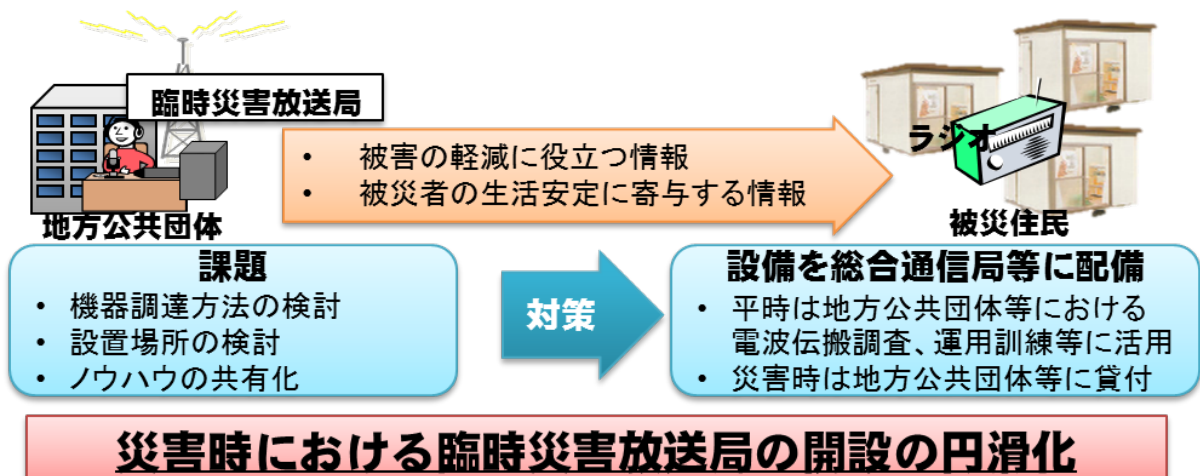 臨時災害放送局
・ 被害の軽減に役立つ情報
・ 被災者の生活安定に寄与する情報
ラジオ
地方公共団体
被災住民
課題
・ 機器調達方法の検討
・ 設置場所の検討
・ ノウハウの共有化
対策
設備を総合通信局等に配備
・ 平時は地方公共団体等における
電波伝搬調査、運用訓練等に活用
・ 災害時は地方公共団体等に貸付
災害時における臨時災害放送局の開設の円滑化